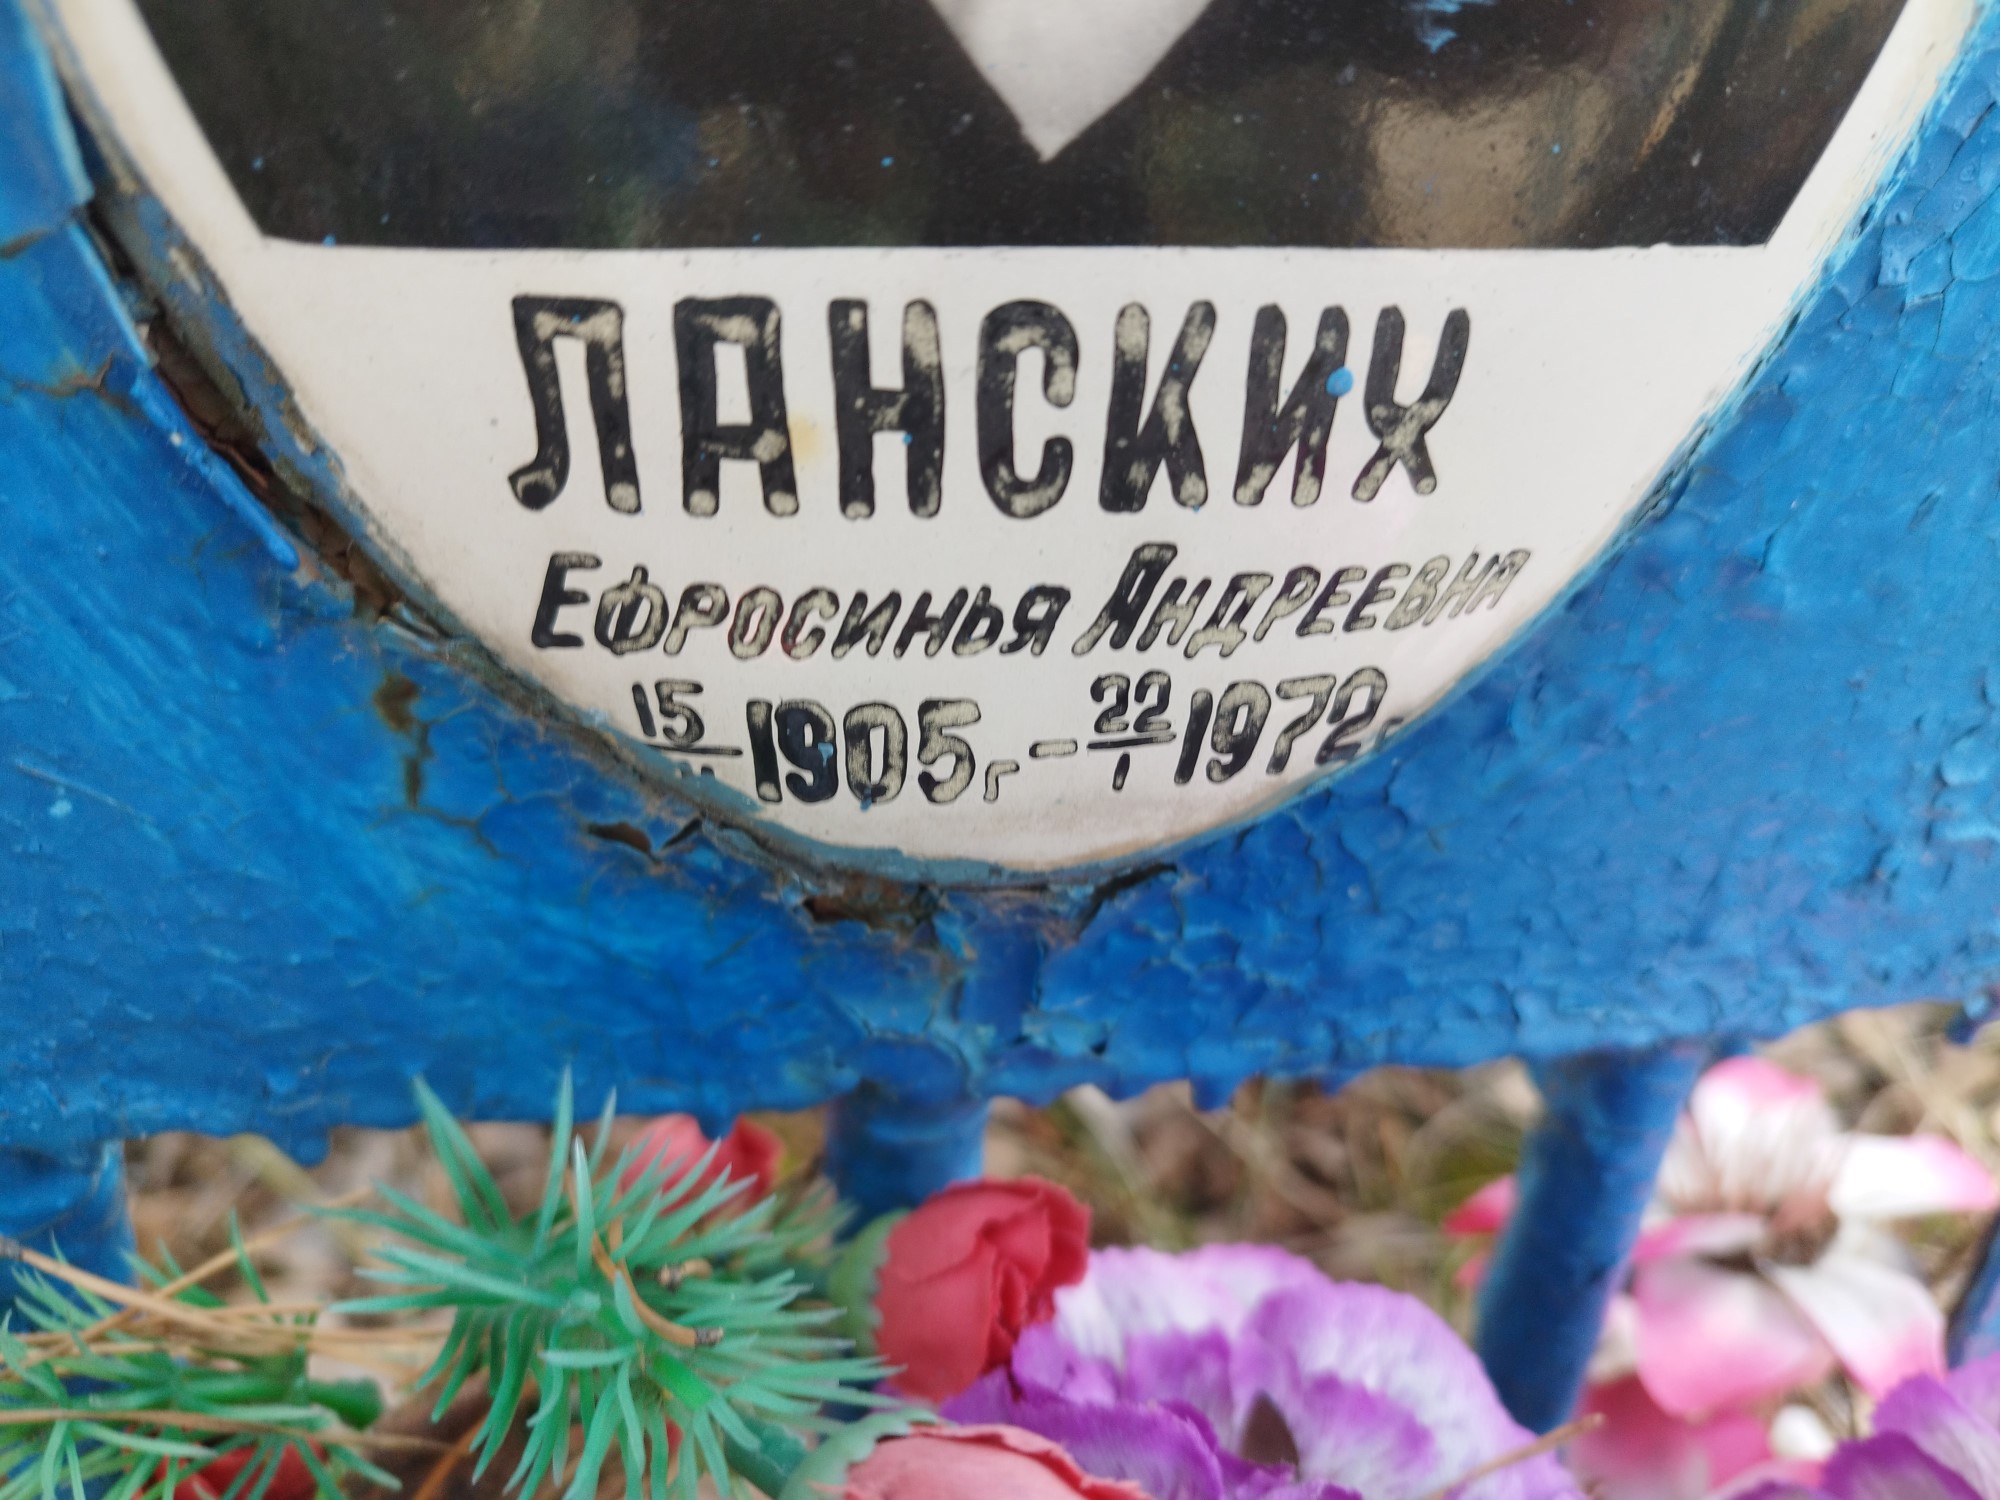 ЛАНСКИХ
ЕФРОСИНЬЯ АНДРЕЕВНА
15 1905г. - 22/I 1972г.